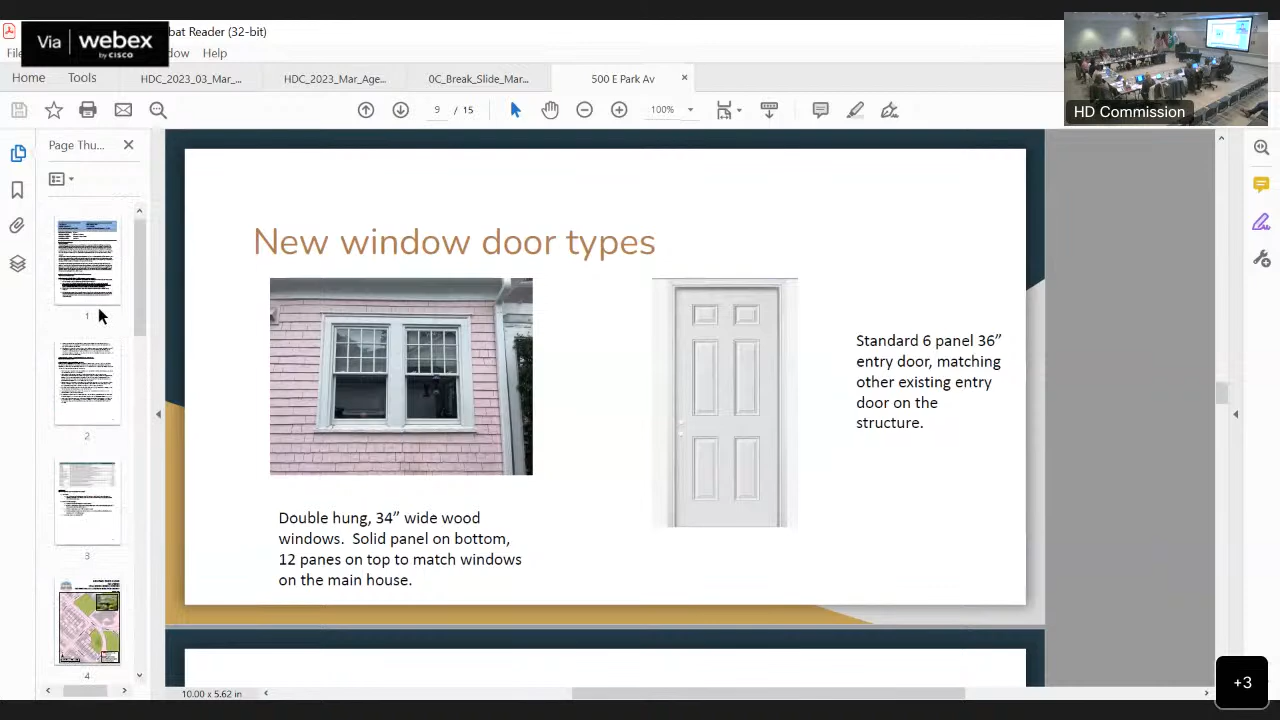 Via webex
by CISCO
bat Reader (32-bit)
dow Help
Home Tools HDC_2023_03_Mar_... HDC_2023_Mar_Age... 0C_Break_Slide_Mar... 500 E Park Av
9 / 15 100%
HD Commission
Page Thu...
New window door types
Standard 6 panel 36”
entry door, matching
other existing entry
door on the
structure.
Double hung, 34” wide wood
windows. Solid panel on bottom,
12 panes on top to match windows
on the main house.
1
2
3
4
10.00 x 5.62 in
+3